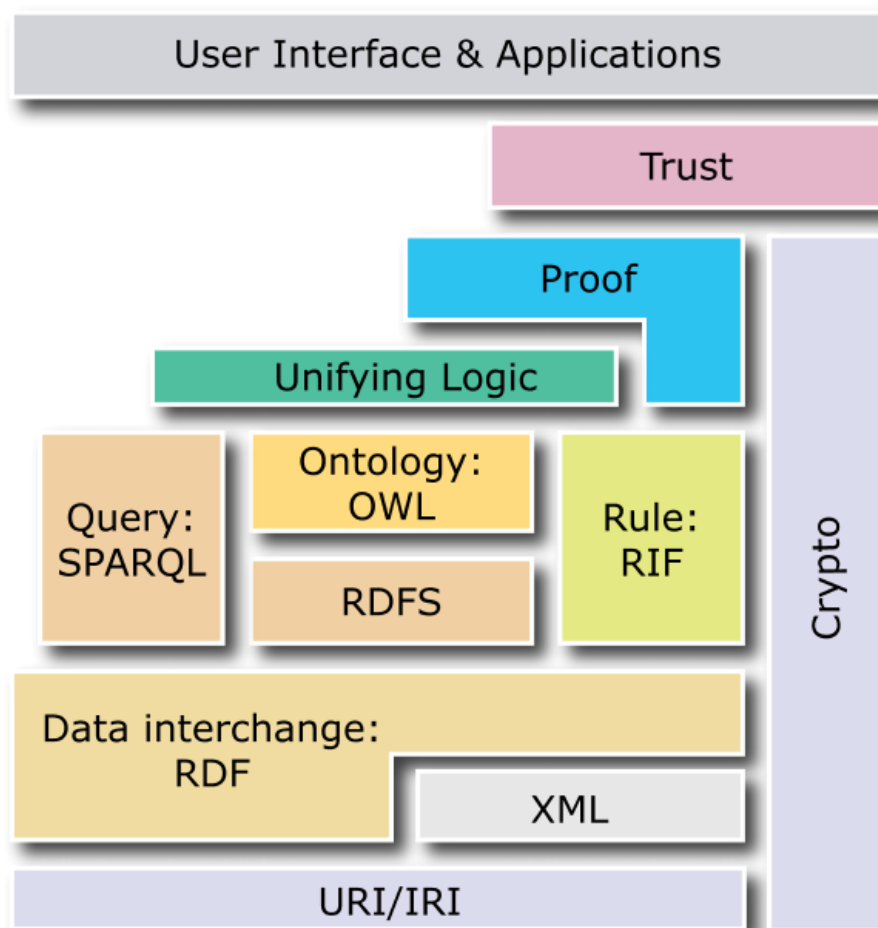 User Interface & Applications
Trust
Proof
Unifying Logic
Query:
SPARQL
Ontology:
OWL
RDFS
Rule:
RIF
Crypto
Data interchange:
RDF
XML
URI/IRI